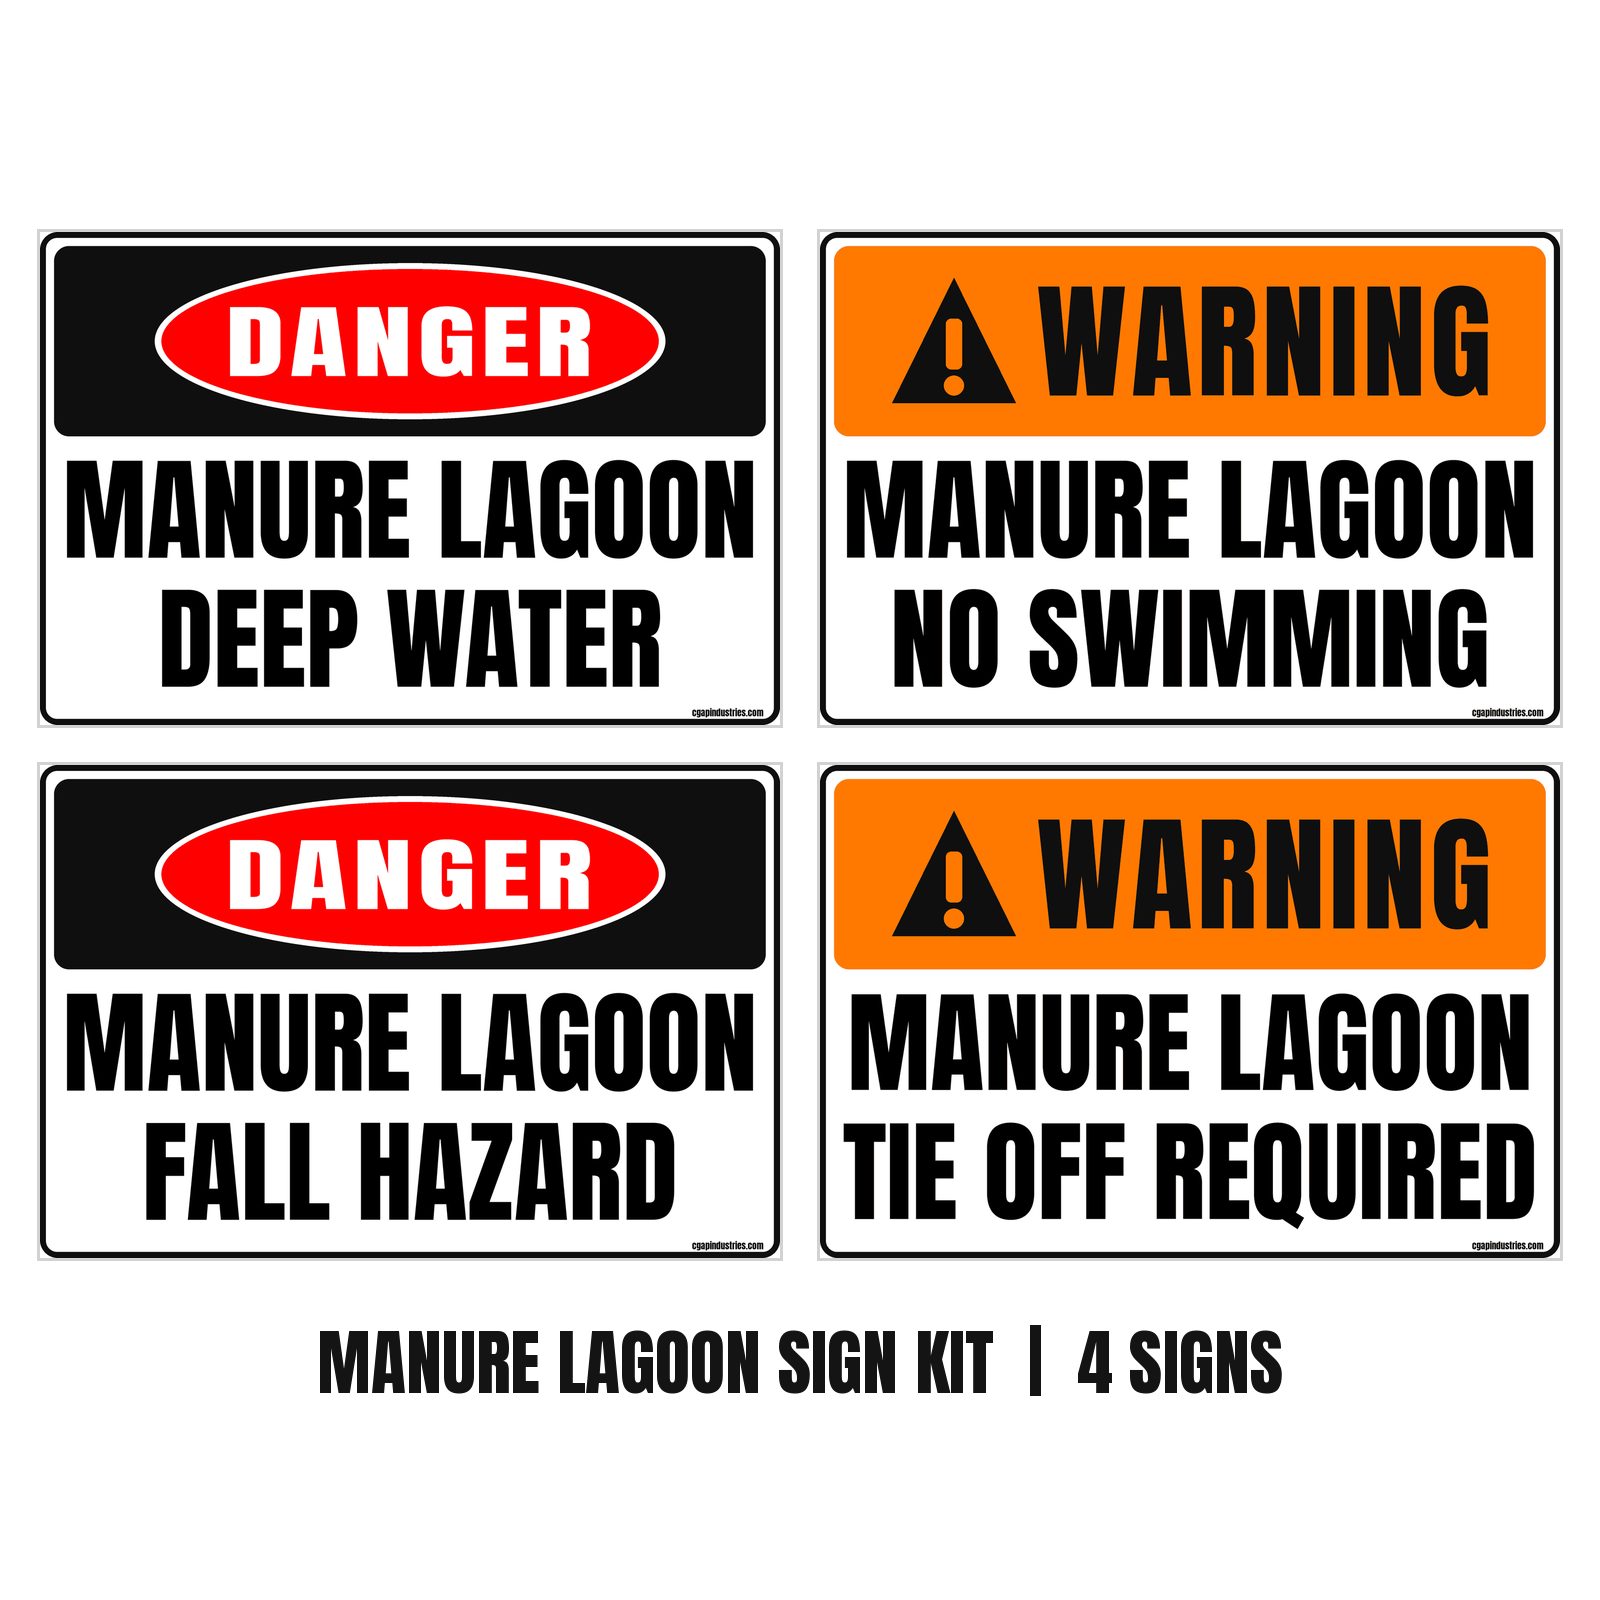 DANGER
MANURE LAGOON
DEEP WATER
cgapindustries.com
WARNING
MANURE LAGOON
NO SWIMMING
cgapindustries.com
DANGER
MANURE LAGOON
FALL HAZARD
cgapindustries.com
WARNING
MANURE LAGOON
TIE OFF REQUIRED
cgapindustries.com
MANURE LAGOON SIGN KIT | 4 SIGNS